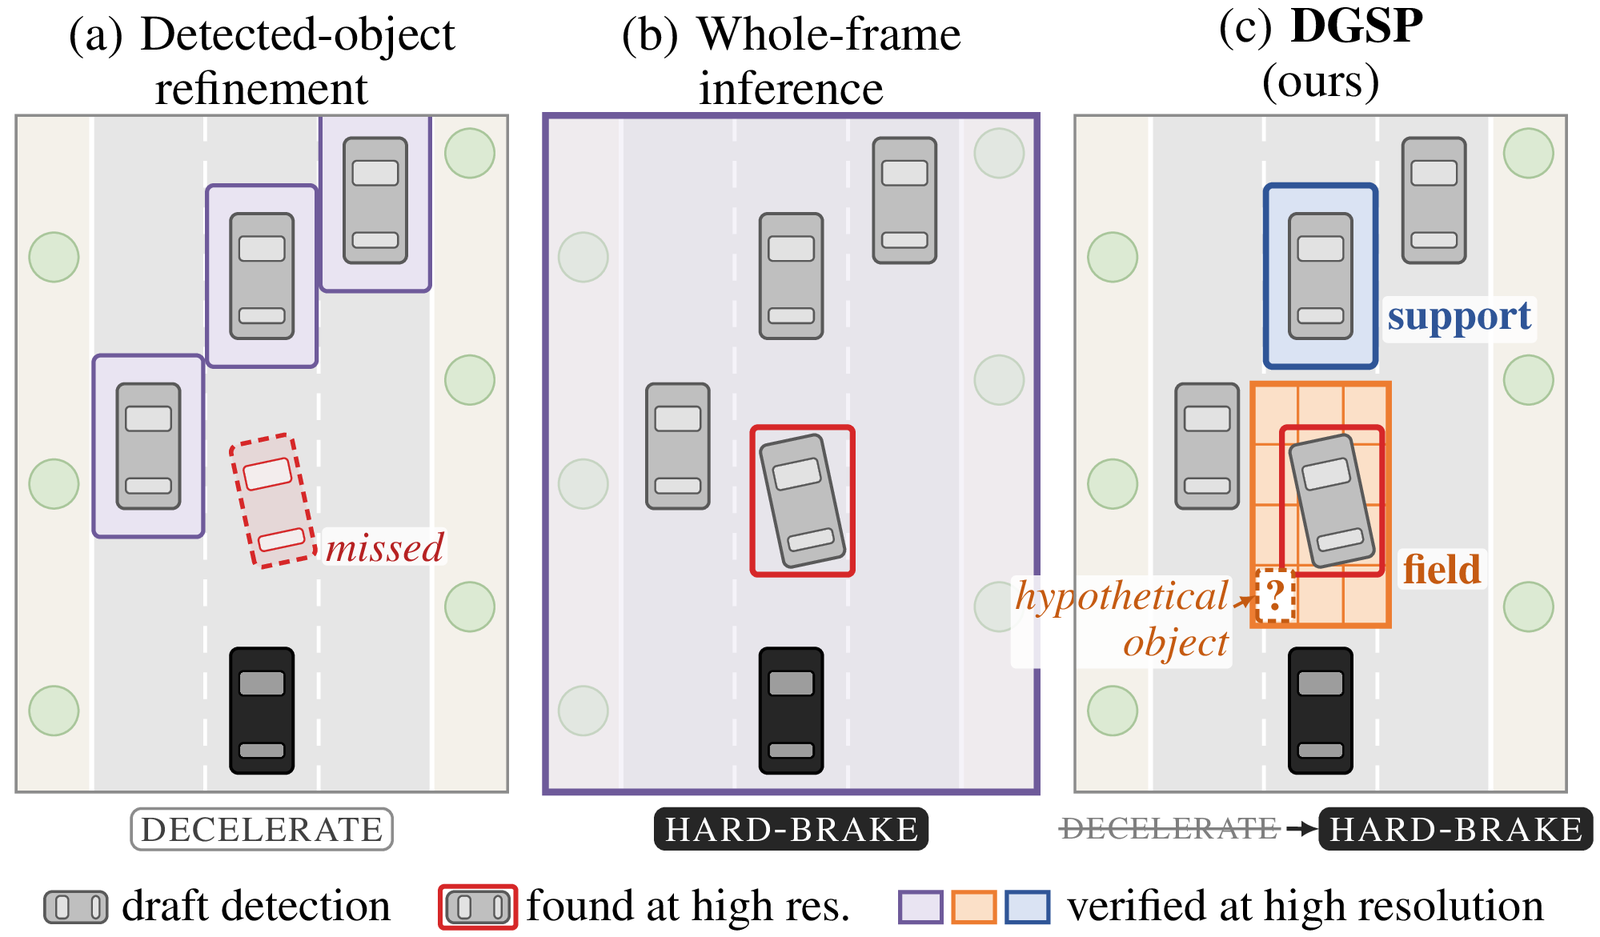 (a) Detected-object
refinement
(b) Whole-frame
inference
(c) DGSP
(ours)
missed
support
field
hypothetical
object
?
DECELERATE
HARD-BRAKE
DECELERATE
HARD-BRAKE
draft detection
found at high res.
verified at high resolution